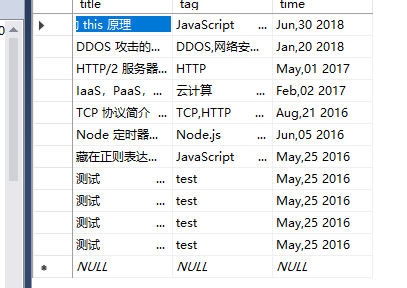 title tag time
this 原理 JavaScript ... Jun,30 2018
DDOS 攻击的... DDOS,网络安... Jan,20 2018
HTTP/2 服务器... HTTP May,01 2017
IaaS，PaaS，... 云计算 ... Feb,02 2017
TCP 协议简介 ... TCP,HTTP ... Aug,21 2016
Node 定时器... Node.js ... Jun,05 2016
藏在正则表达... JavaScript ... May,25 2016
测试 ... test May,25 2016
测试 ... test May,25 2016
测试 ... test May,25 2016
测试 ... test May,25 2016
NULL NULL NULL